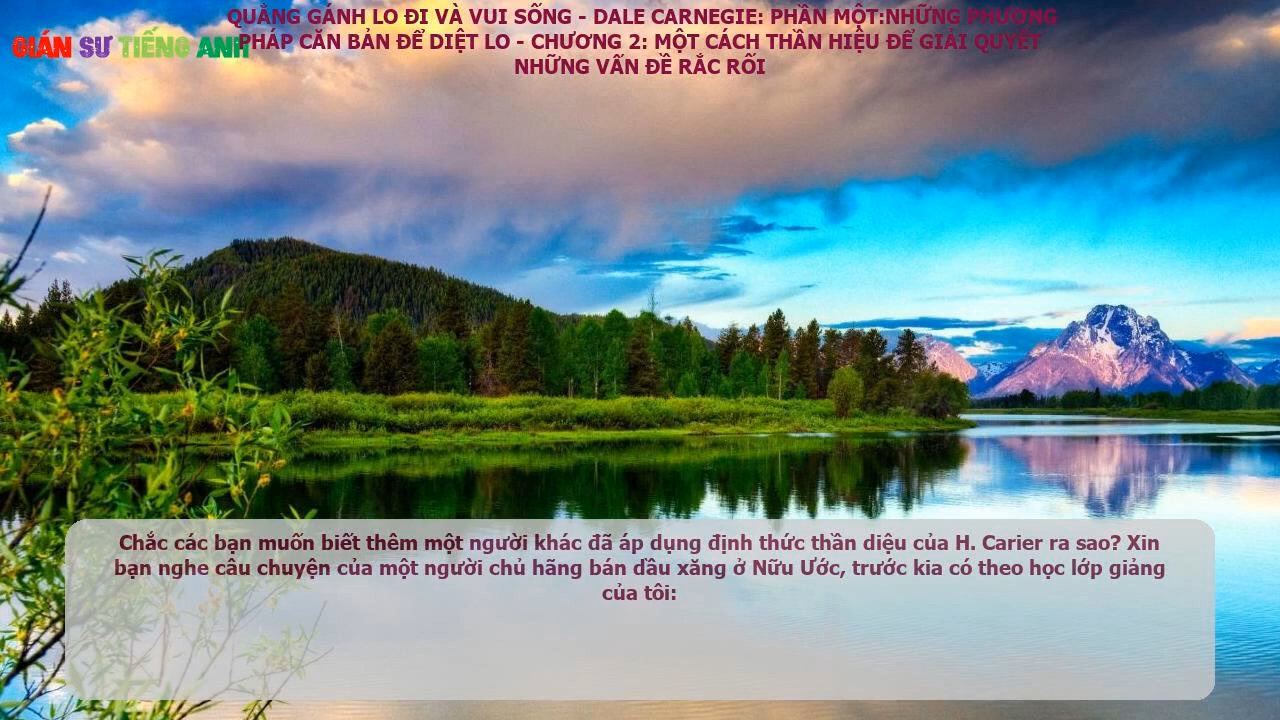 QUẲNG GÁNH LO ĐI VÀ VUI SỐNG - DALE CARNEGIE: PHẦN MỘT:NHỮNG PHƯƠNG
PHÁP CĂN BẢN ĐỂ DIỆT LO - CHƯƠNG 2: MỘT CÁCH THẦN HIỆU ĐỂ GIẢI QUYẾT
NHỮNG VẤN ĐỀ RẮC RỐI
GIÁN SƯ TIẾNG ANH
Chắc các bạn muốn biết thêm một người khác đã áp dụng định thức thần diệu của H. Carier ra sao? Xin
bạn nghe câu chuyện của một người chủ hãng bán dầu xăng ở Nữu Ước, trước kia có theo học lớp giảng
của tôi: